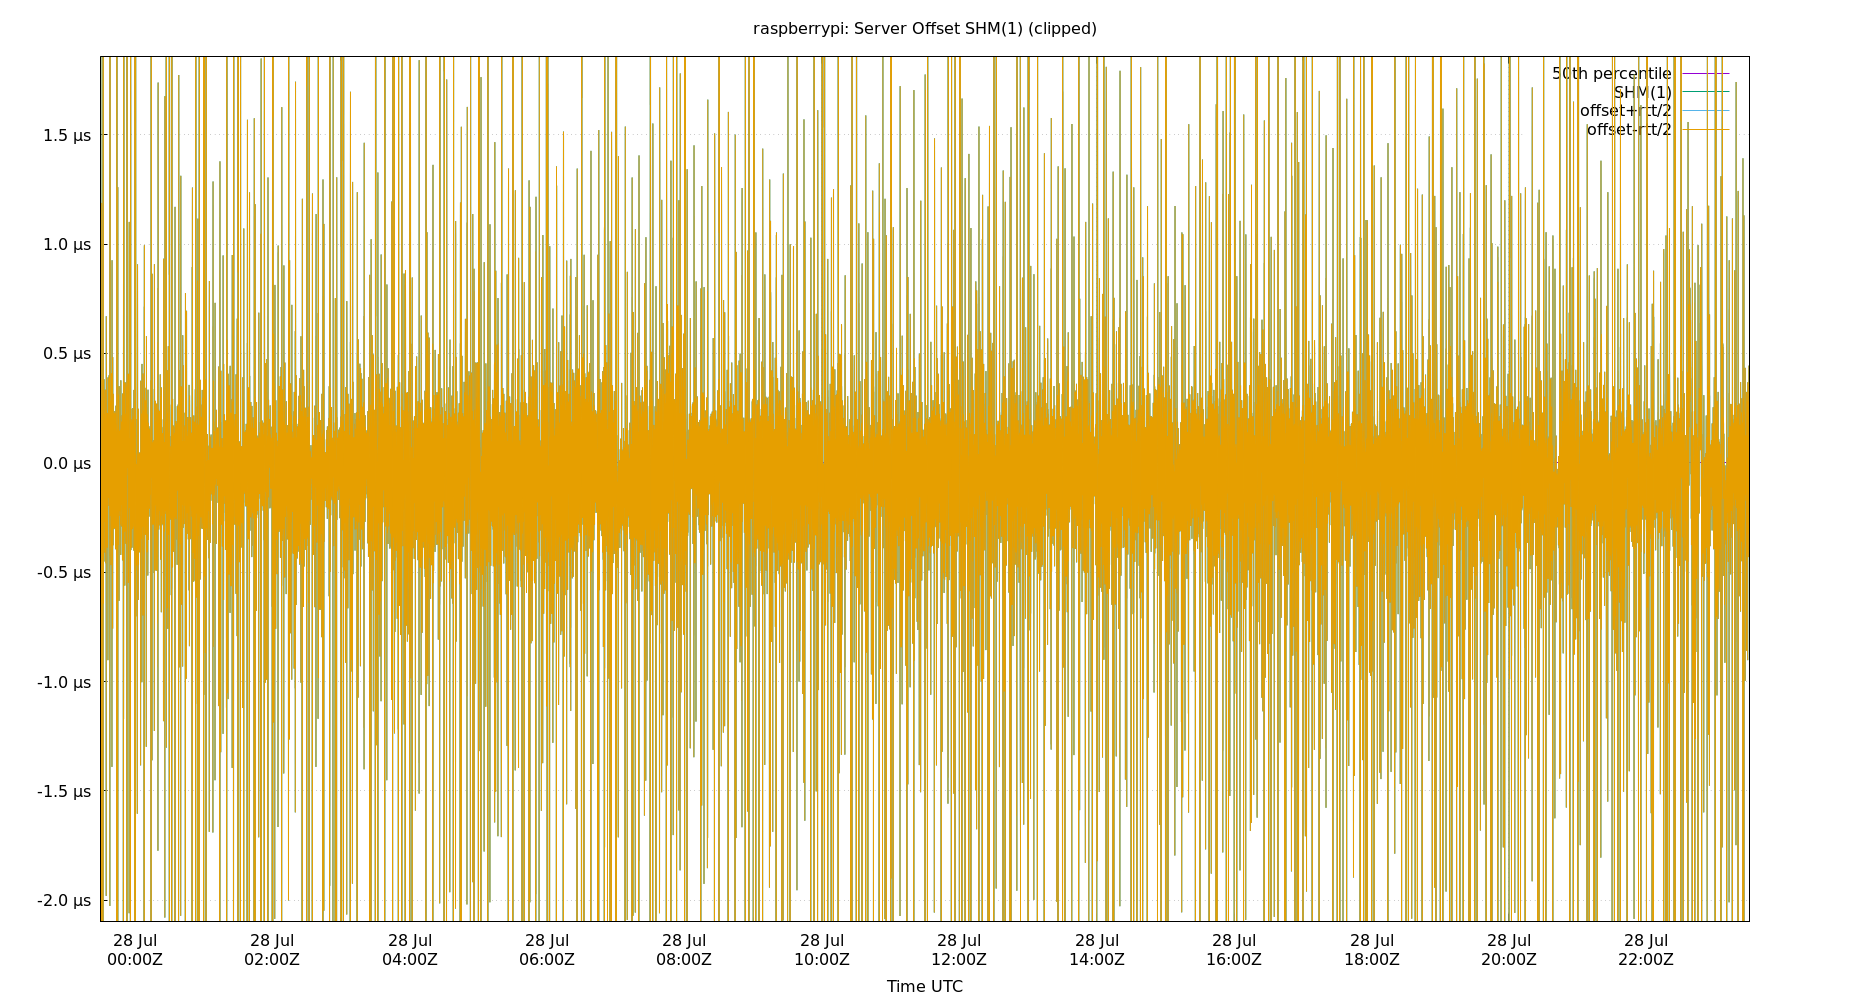 raspberrypi: Server Offset SHM(1) (clipped)
50th percentile
SHM(1)
offset+rtt/2
offset-rtt/2
1.5 µs
1.0 µs
0.5 µs
0.0 µs
-0.5 µs
-1.0 µs
-1.5 µs
-2.0 µs
28 Jul 28 Jul 28 Jul 28 Jul 28 Jul 28 Jul 28 Jul 28 Jul 28 Jul 28 Jul 28 Jul 28 Jul
00:00Z 02:00Z 04:00Z 06:00Z 08:00Z 10:00Z 12:00Z 14:00Z 16:00Z 18:00Z 20:00Z 22:00Z
Time UTC